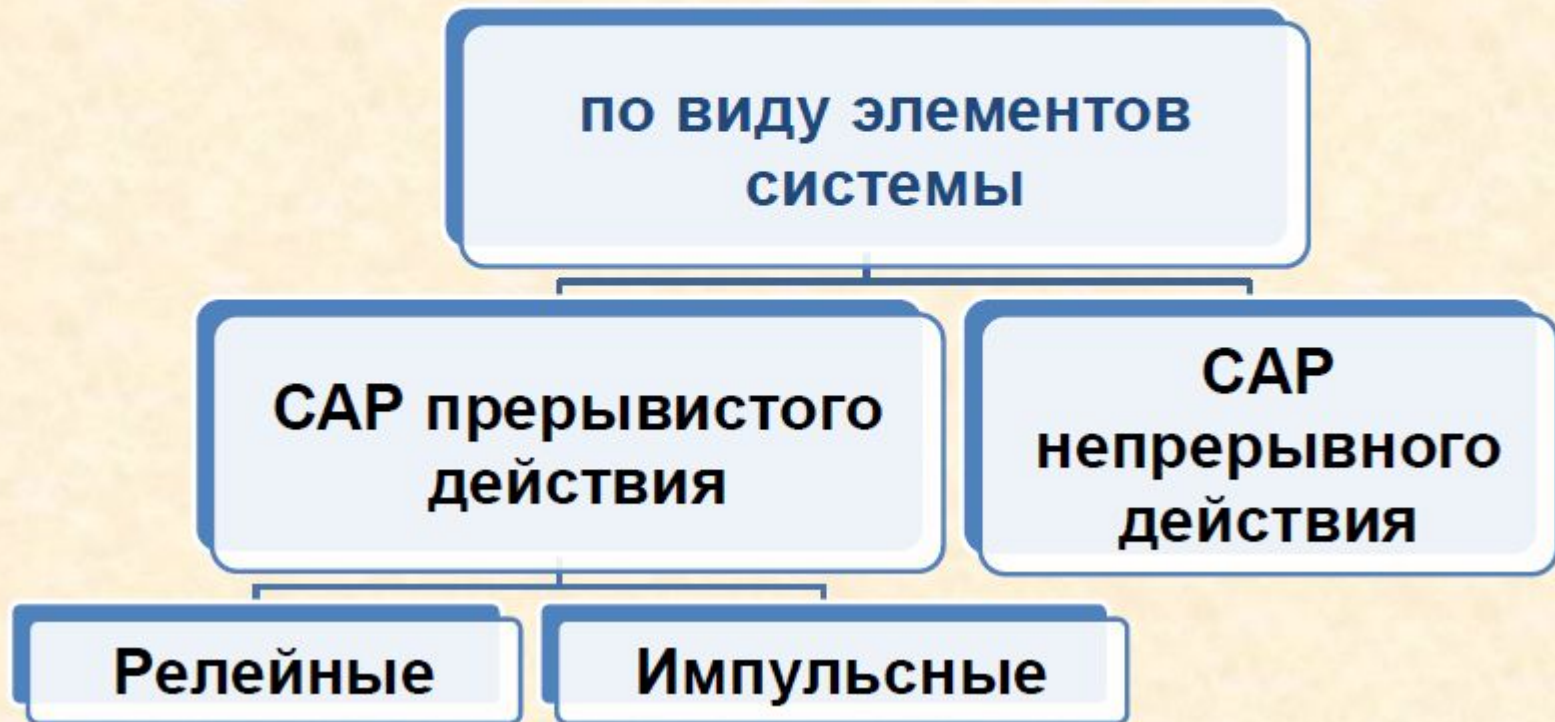 по виду элементов
системы
САР прерывистого
действия
САР
непрерывного
действия
Релейные
Импульсные